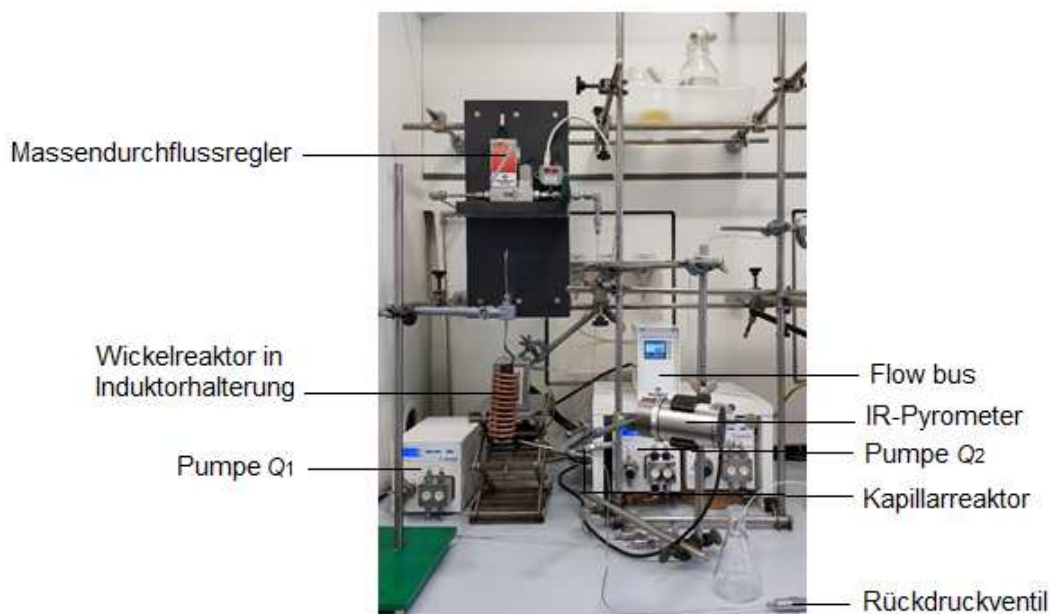 Massendurchflussregler
Wickelreaktor in
Induktorhalterung
Pumpe Q1
Flow bus
IR-Pyrometer
Pumpe Q2
Kapillarreaktor
Rückdruckventil